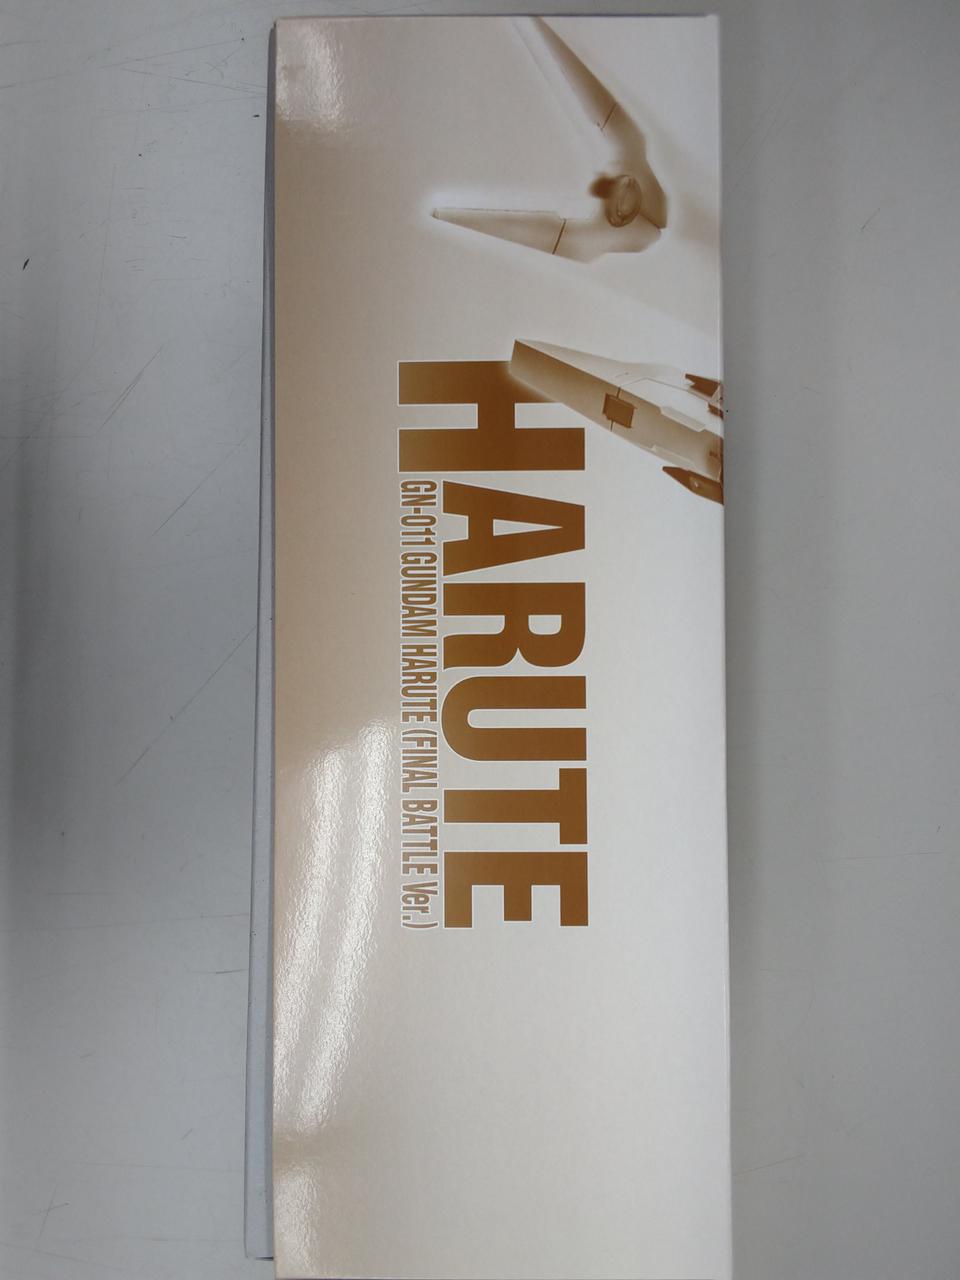 HARUTE
GN-011 GUNDAM HARUTE (FINAL BATTLE Ver.)